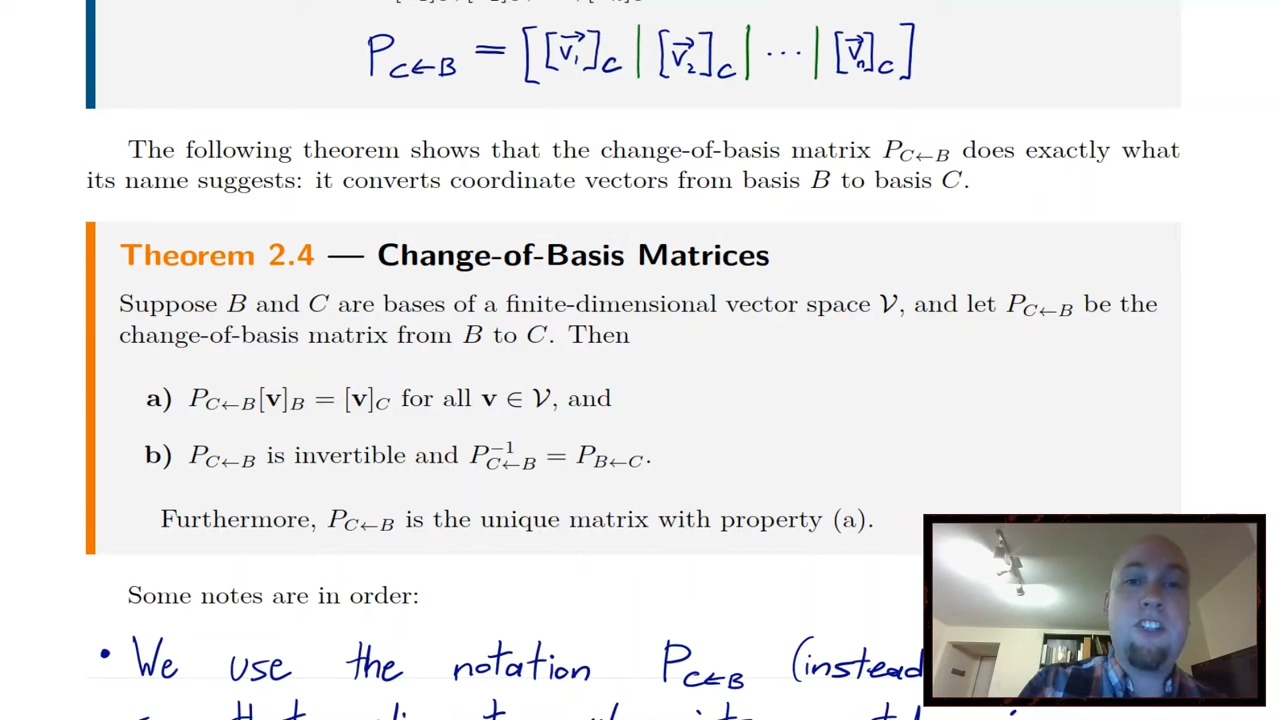 P_{C←B} = [ [v⃗₁]_C | [v⃗₂]_C | ⋯ | [v⃗ₙ]_C ]
The following theorem shows that the change-of-basis matrix P_{C←B} does exactly what
its name suggests: it converts coordinate vectors from basis B to basis C.
Theorem 2.4 — Change-of-Basis Matrices
Suppose B and C are bases of a finite-dimensional vector space 𝒱, and let P_{C←B} be the
change-of-basis matrix from B to C. Then
a) P_{C←B}[v]_B = [v]_C for all v ∈ 𝒱, and
b) P_{C←B} is invertible and P_{C←B}^{-1} = P_{B←C}.
Furthermore, P_{C←B} is the unique matrix with property (a).
Some notes are in order:
• We use the notation P_{C←B} (instead